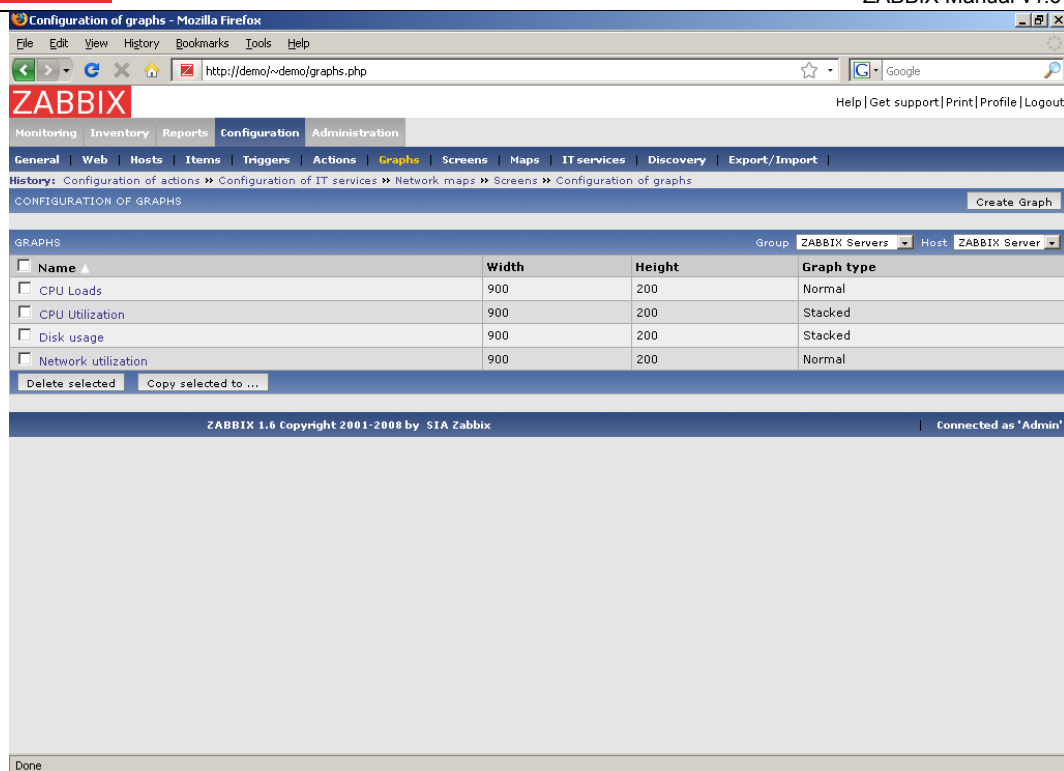 ZABBIX Manual v1.6
Configuration of graphs - Mozilla Firefox
File Edit View History Bookmarks Tools Help
http://demo/~demo/graphs.php
G Google
ZABBIX
Help|Get support|Print|Profile|Logout
Monitoring Inventory Reports Configuration Administration
General | Web | Hosts | Items | Triggers | Actions | Graphs | Screens | Maps | IT services | Discovery | Export/Import |
History: Configuration of actions » Configuration of IT services » Network maps » Screens » Configuration of graphs
CONFIGURATION OF GRAPHS Create Graph
GRAPHS Group ZABBIX Servers Host ZABBIX Server
Name Width Height Graph type
CPU Loads 900 200 Normal
CPU Utilization 900 200 Stacked
Disk usage 900 200 Stacked
Network utilization 900 200 Normal
Delete selected Copy selected to ...
ZABBIX 1.6 Copyright 2001-2008 by SIA Zabbix | Connected as 'Admin'
Done